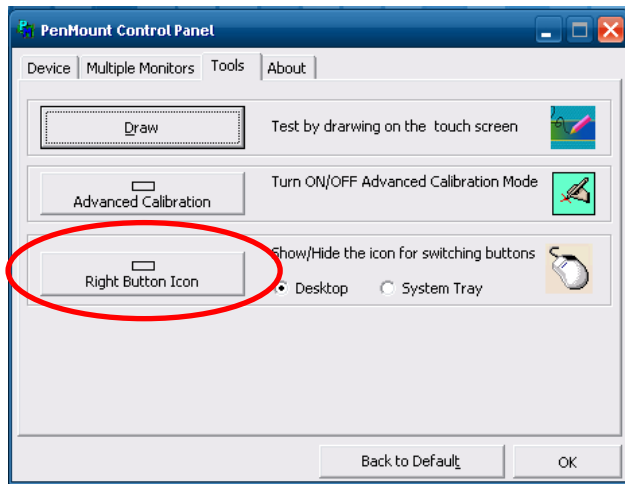 PenMount Control Panel
Device Multiple Monitors Tools About
Draw
Test by drarwing on the touch screen
Advanced Calibration
Turn ON/OFF Advanced Calibration Mode
Right Button Icon
Show/Hide the icon for switching buttons
Desktop System Tray
Back to Default
OK